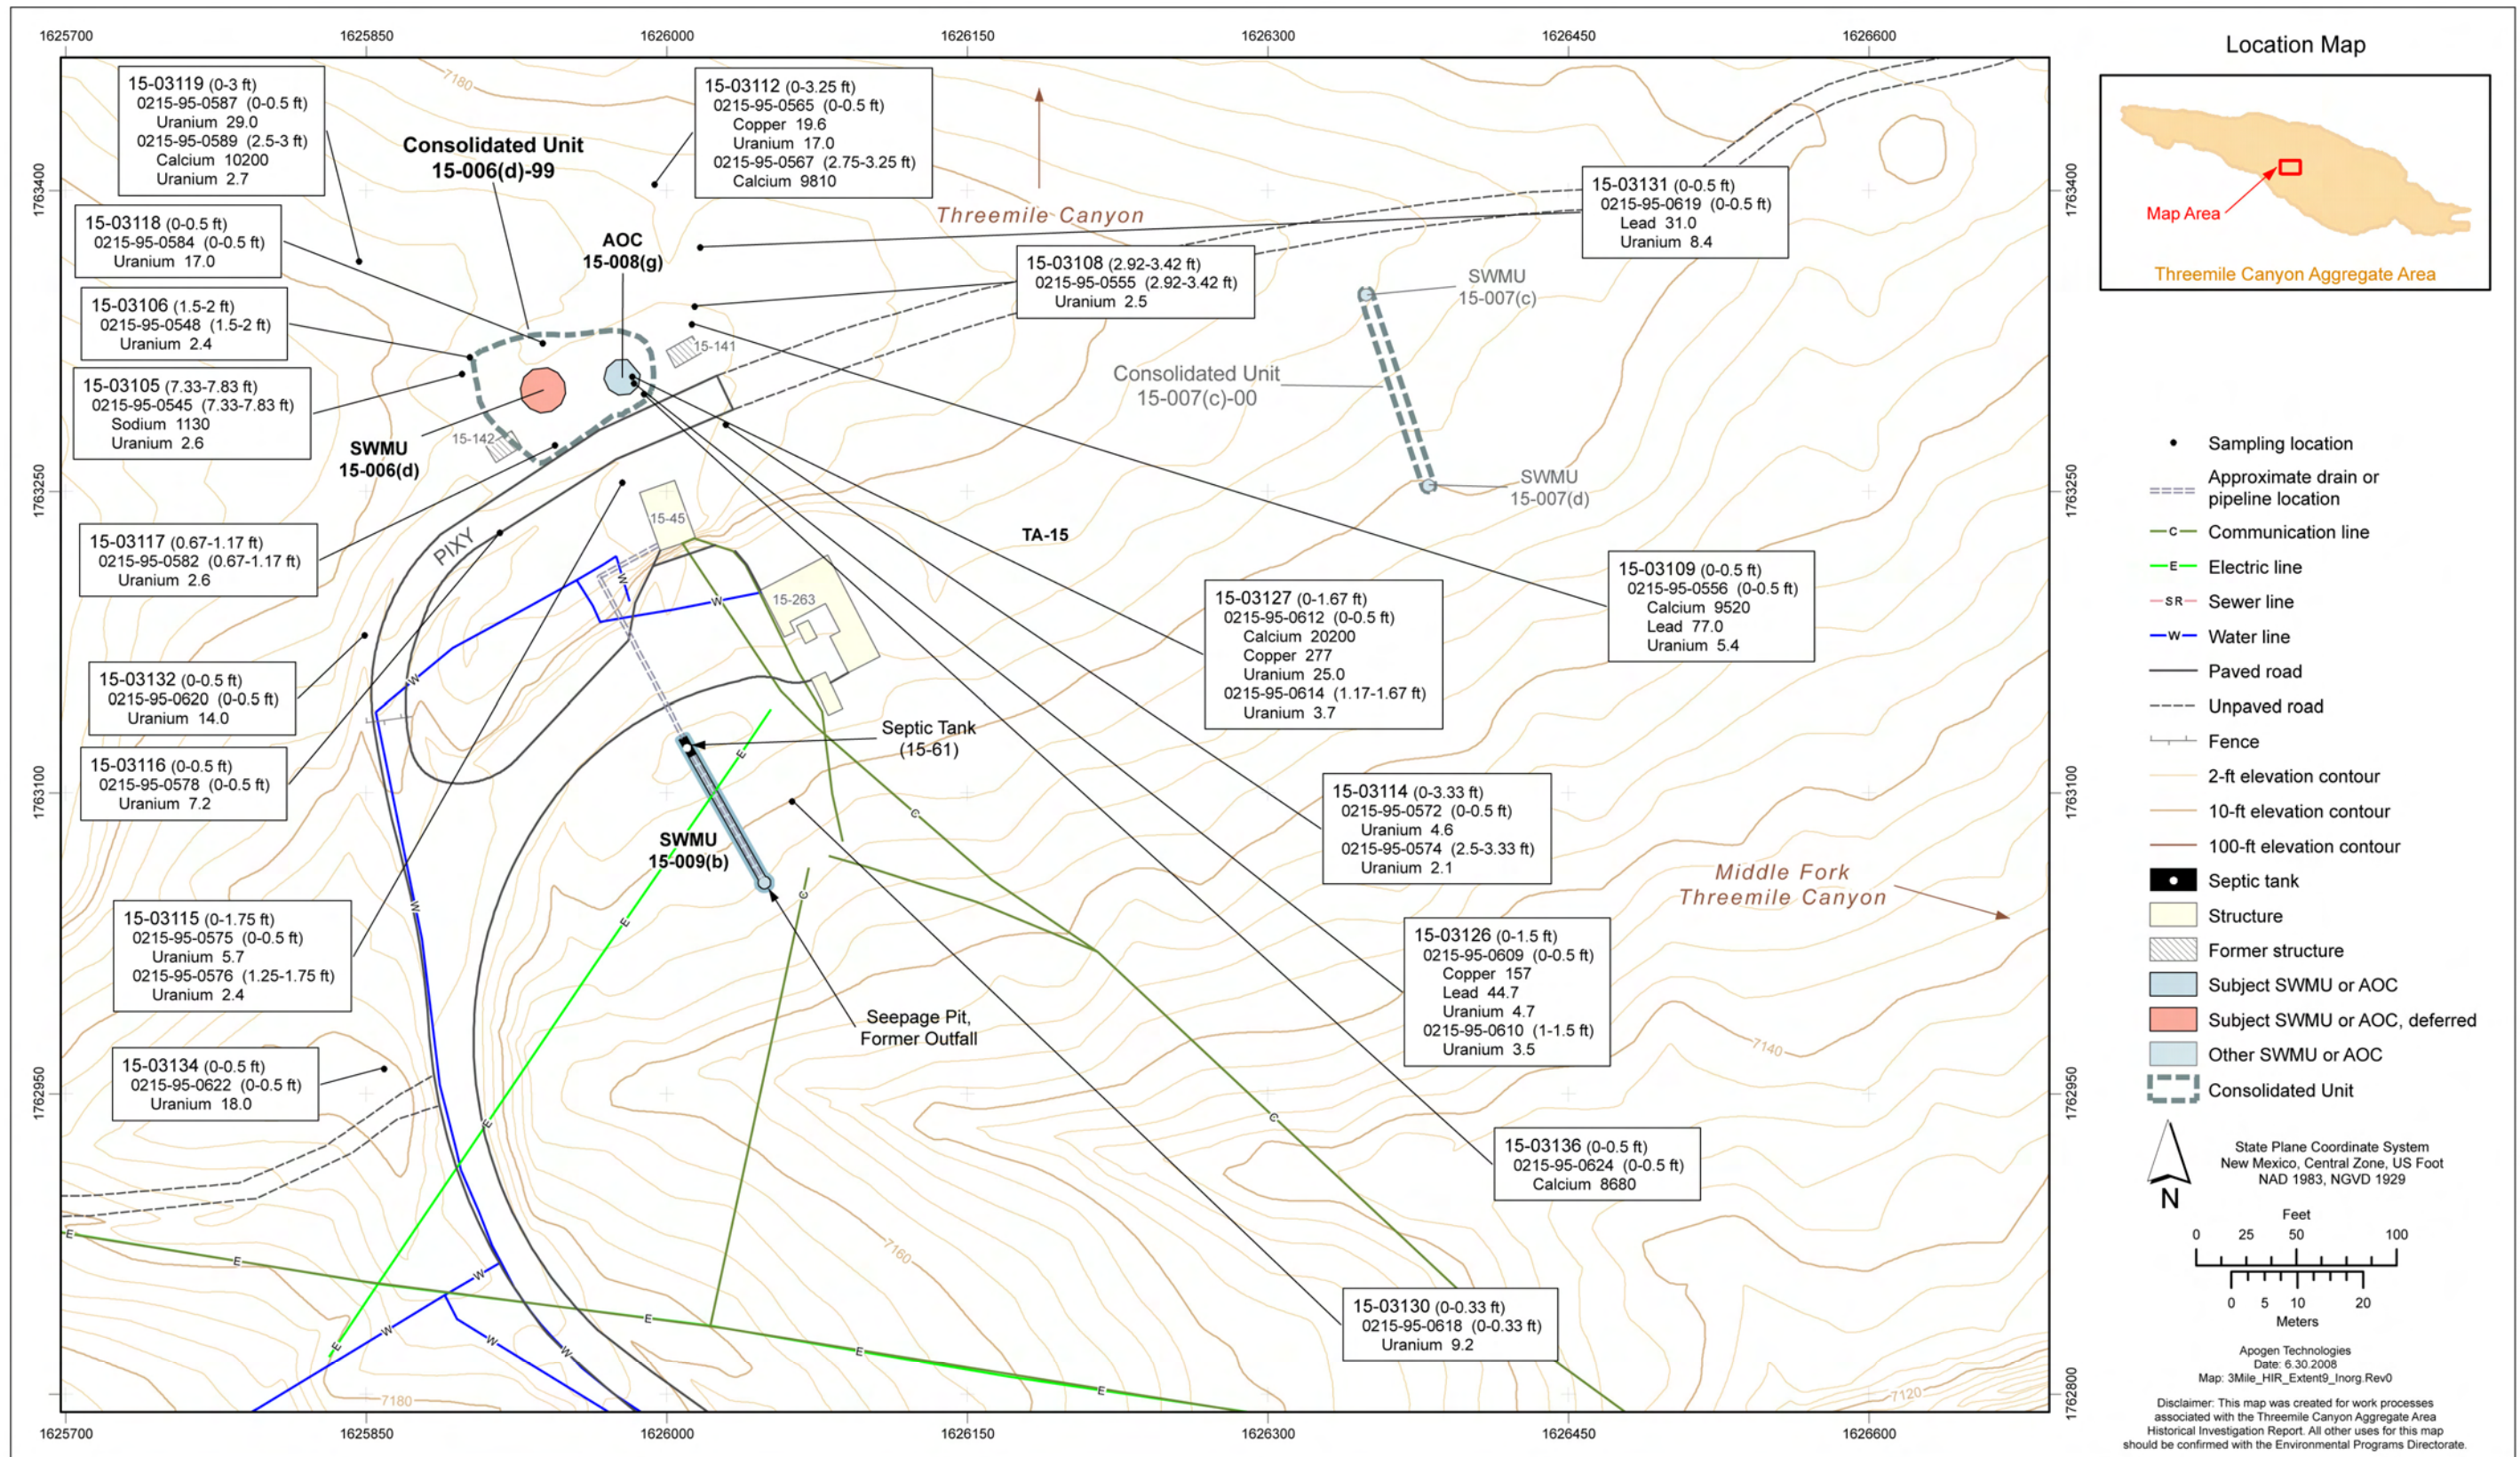 1625700
1625850
1626000
1626150
1626300
1626450
1626600
1763400
1763250
1763100
1762950
7180
15-03119 (0-3 ft)
0215-95-0587 (0-0.5 ft)
Uranium 29.0
0215-95-0589 (2.5-3 ft)
Calcium 10200
Uranium 2.7
15-03118 (0-0.5 ft)
0215-95-0584 (0-0.5 ft)
Uranium 17.0
15-03106 (1.5-2 ft)
0215-95-0548 (1.5-2 ft)
Uranium 2.4
15-03105 (7.33-7.83 ft)
0215-95-0545 (7.33-7.83 ft)
Sodium 1130
Uranium 2.6
15-03117 (0.67-1.17 ft)
0215-95-0582 (0.67-1.17 ft)
Uranium 2.6
15-03132 (0-0.5 ft)
0215-95-0620 (0-0.5 ft)
Uranium 14.0
15-03116 (0-0.5 ft)
0215-95-0578 (0-0.5 ft)
Uranium 7.2
15-03115 (0-1.75 ft)
0215-95-0575 (0-0.5 ft)
Uranium 5.7
0215-95-0576 (1.25-1.75 ft)
Uranium 2.4
15-03134 (0-0.5 ft)
0215-95-0622 (0-0.5 ft)
Uranium 18.0
Consolidated Unit
15-006(d)-99
AOC
15-008(g)
SWMU
15-006(d)
15-142
15-141
PIXY
15-45
15-263
15-03112 (0-3.25 ft)
0215-95-0565 (0-0.5 ft)
Copper 19.6
Uranium 17.0
0215-95-0567 (2.75-3.25 ft)
Calcium 9810
Threemile Canyon
15-03108 (2.92-3.42 ft)
0215-95-0555 (2.92-3.42 ft)
Uranium 2.5
15-03131 (0-0.5 ft)
0215-95-0619 (0-0.5 ft)
Lead 31.0
Uranium 8.4
SWMU
15-007(c)
Consolidated Unit
15-007(c)-00
SWMU
15-007(d)
TA-15
15-03109 (0-0.5 ft)
0215-95-0556 (0-0.5 ft)
Calcium 9520
Lead 77.0
Uranium 5.4
15-03127 (0-1.67 ft)
0215-95-0612 (0-0.5 ft)
Calcium 20200
Copper 277
Uranium 25.0
0215-95-0614 (1.17-1.67 ft)
Uranium 3.7
Septic Tank
(15-61)
SWMU
15-009(b)
15-03114 (0-3.33 ft)
0215-95-0572 (0-0.5 ft)
Uranium 4.6
0215-95-0574 (2.5-3.33 ft)
Uranium 2.1
Middle Fork
Threemile Canyon
15-03126 (0-1.5 ft)
0215-95-0609 (0-0.5 ft)
Copper 157
Lead 44.7
Uranium 4.7
0215-95-0610 (1-1.5 ft)
Uranium 3.5
Seepage Pit,
Former Outfall
7140
15-03136 (0-0.5 ft)
0215-95-0624 (0-0.5 ft)
Calcium 8680
7160
15-03130 (0-0.33 ft)
0215-95-0618 (0-0.33 ft)
Uranium 9.2
7180
7120
W
W
W
W
W
W
W
W
W
E
E
E
E
E
E
E
E
E
E
C
C
C
1763400
1763250
1763100
1762950
1762800
1625700
1625850
1626000
1626150
1626300
1626450
1626600
Location Map
Map Area
Threemile Canyon Aggregate Area
Sampling location
Approximate drain or
pipeline location
C Communication line
E Electric line
SR Sewer line
W Water line
Paved road
Unpaved road
Fence
2-ft elevation contour
10-ft elevation contour
100-ft elevation contour
Septic tank
Structure
Former structure
Subject SWMU or AOC
Subject SWMU or AOC, deferred
Other SWMU or AOC
Consolidated Unit
N
State Plane Coordinate System
New Mexico, Central Zone, US Foot
NAD 1983, NGVD 1929
Feet
0 25 50 100
0 5 10 20
Meters
Apogen Technologies
Date: 6.30.2008
Map: 3Mile_HIR_Extent9_Inorg.Rev0
Disclaimer: This map was created for work processes
associated with the Threemile Canyon Aggregate Area
Historical Investigation Report. All other uses for this map
should be confirmed with the Environmental Programs Directorate.